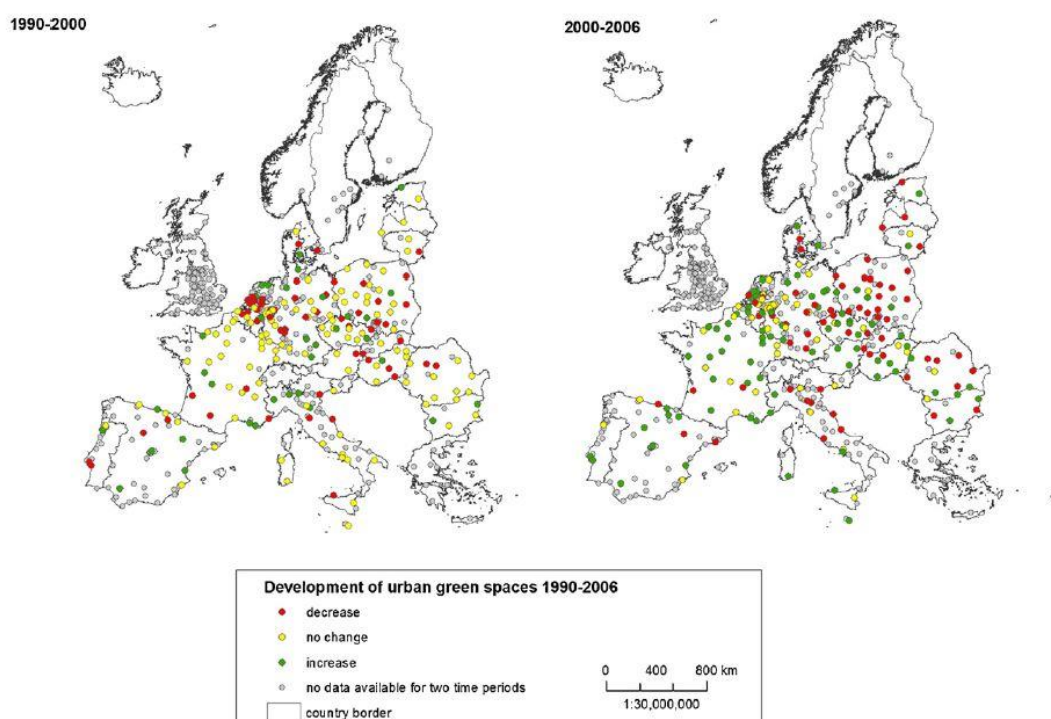 1990-2000
2000-2006
Development of urban green spaces 1990-2006
decrease
no change
increase
no data available for two time periods
country border
0 400 800 km
1:30,000,000